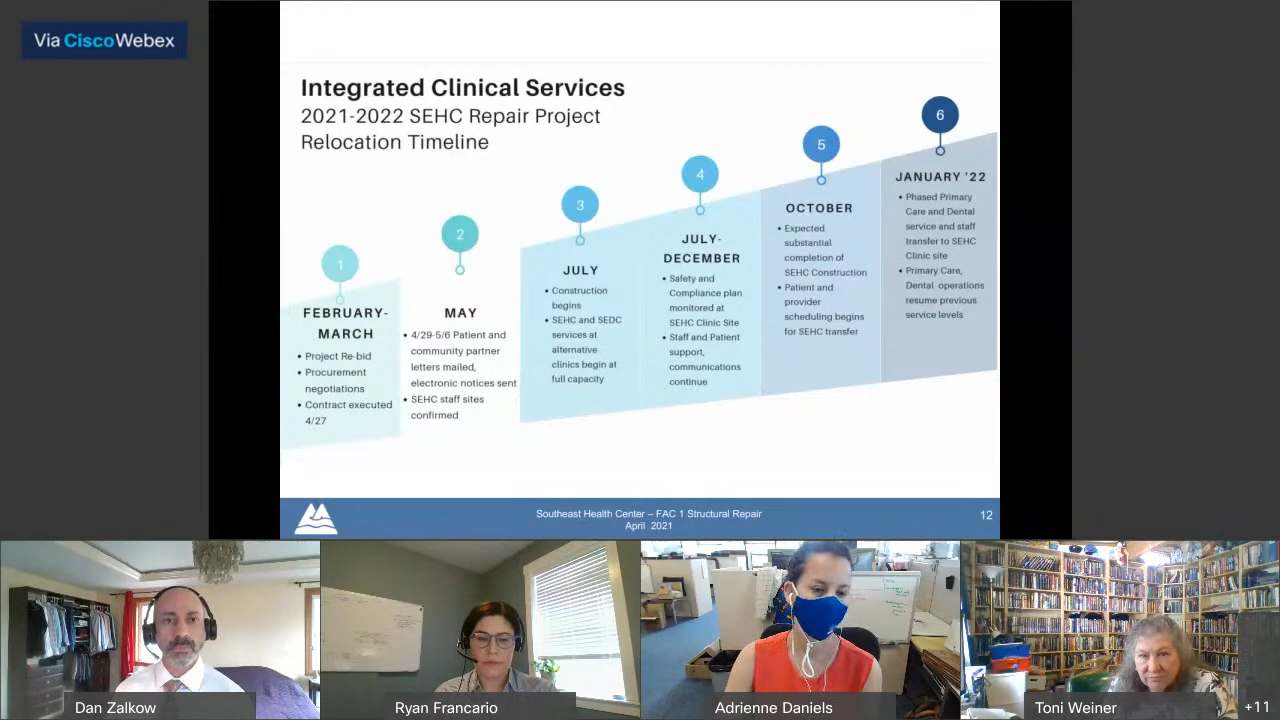 Via CiscoWebex
Integrated Clinical Services
2021-2022 SEHC Repair Project
Relocation Timeline
1
FEBRUARY-
MARCH
• Project Re-bid
• Procurement
negotiations
• Contract executed
4/27
2
MAY
• 4/29-5/6 Patient and
community partner
letters mailed,
electronic notices sent
• SEHC staff sites
confirmed
3
JULY
• Construction
begins
• SEHC and SEDC
services at
alternative
clinics begin at
full capacity
4
JULY-
DECEMBER
• Safety and
Compliance plan
monitored at
SEHC Clinic Site
• Staff and Patient
support,
communications
continue
5
OCTOBER
• Expected
substantial
completion of
SEHC Construction
• Patient and
provider
scheduling begins
for SEHC transfer
6
JANUARY '22
• Phased Primary
Care and Dental
service and staff
transfer to SEHC
Clinic site
• Primary Care,
Dental operations
resume previous
service levels
Southeast Health Center – FAC 1 Structural Repair
April 2021
12
Dan Zalkow
Ryan Francario
Adrienne Daniels
Toni Weiner
+11